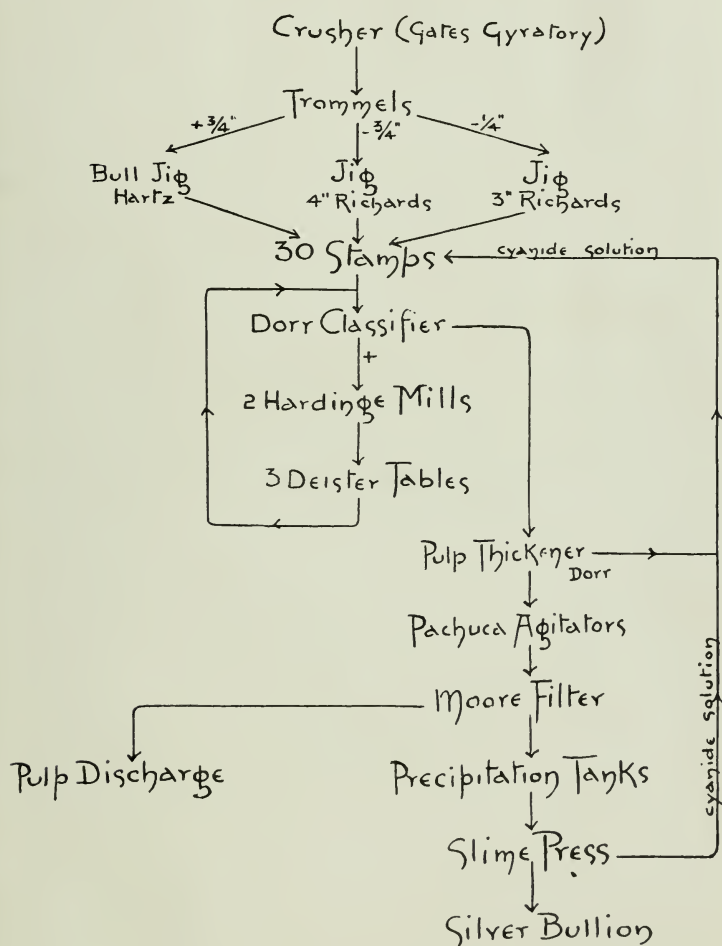 Crusher (Gates Gyratory)
Trommels
+ 3/4"
- 3/4"
- 1/4"
Bull Jig
Hartz
Jig
4" Richards
Jig
3" Richards
30 Stamps
cyanide solution
Dorr Classifier
+
2 Hardinge Mills
3 Deister Tables
Pulp Thickener
Dorr
Pachuca Agitators
Moore Filter
Pulp Discharge
Precipitation Tanks
cyanide solution
Slime Press
Silver Bullion